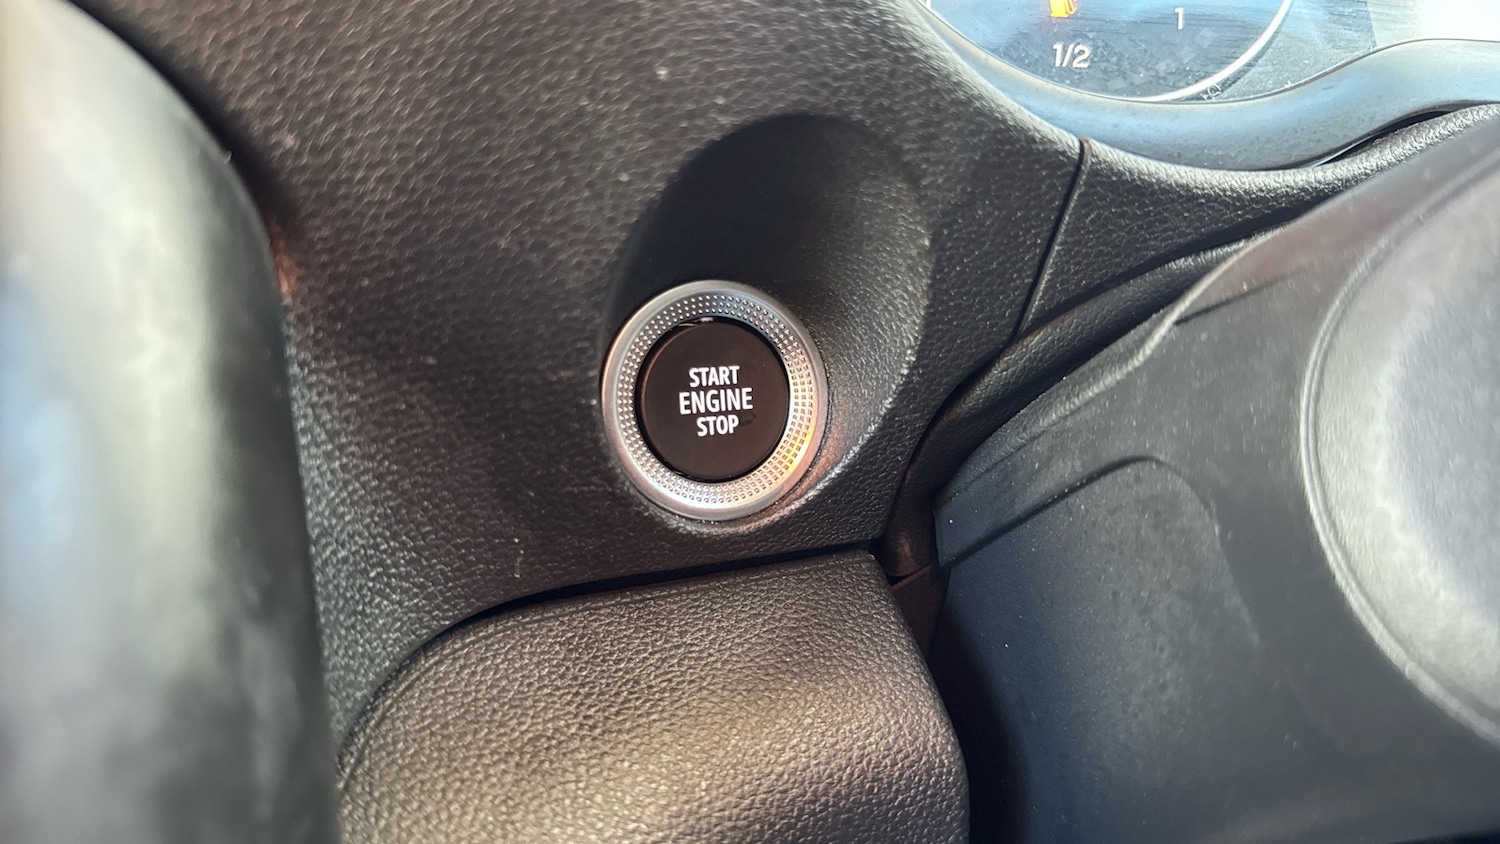 1
1/2
START
ENGINE
STOP